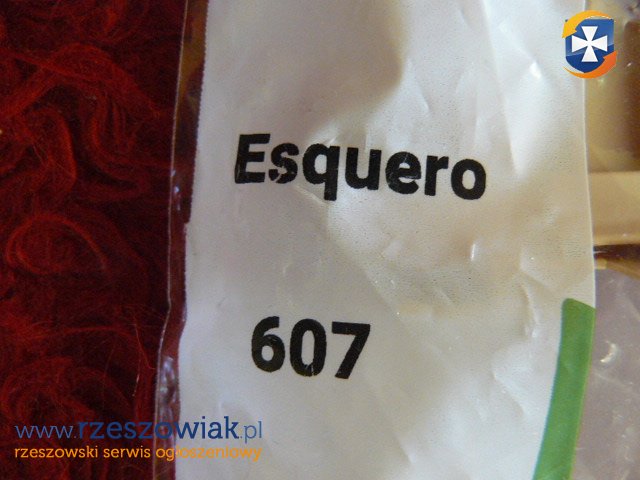 Esquero
607
www.rzeszowiak.pl
rzeszowski serwis ogłoszeniowy